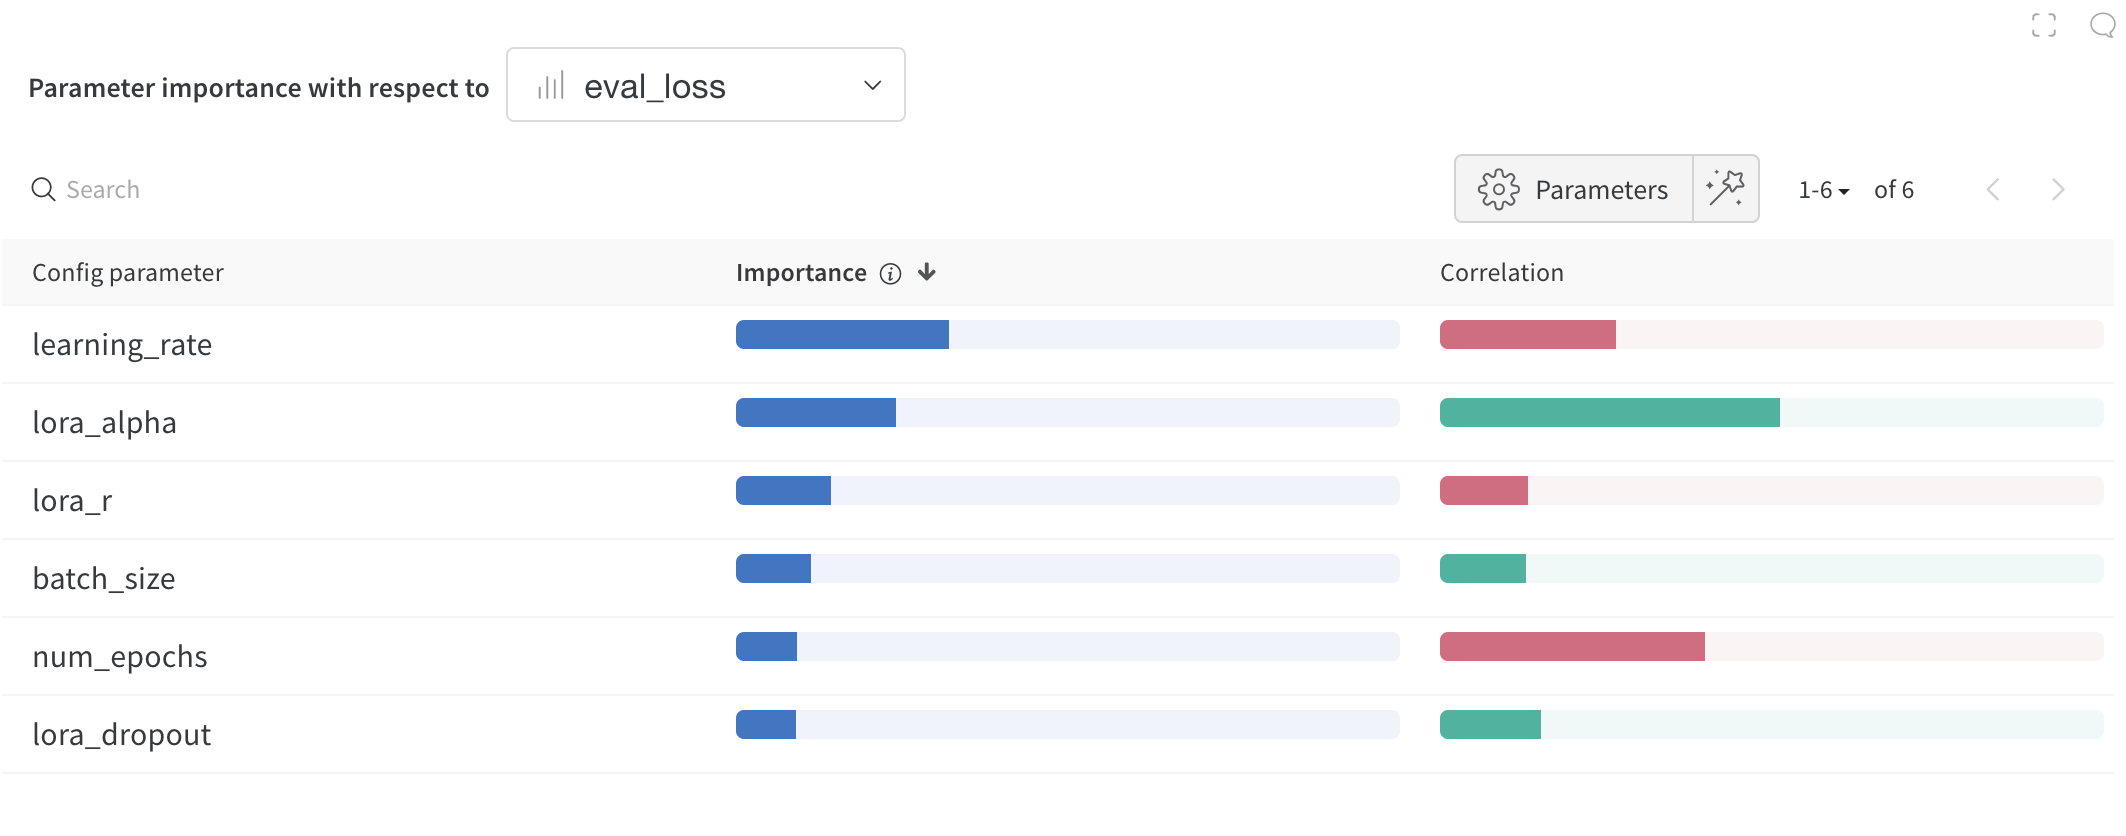 Parameter importance with respect to eval_loss
Search Parameters 1-6 of 6
Config parameter Importance Correlation
learning_rate
lora_alpha
lora_r
batch_size
num_epochs
lora_dropout